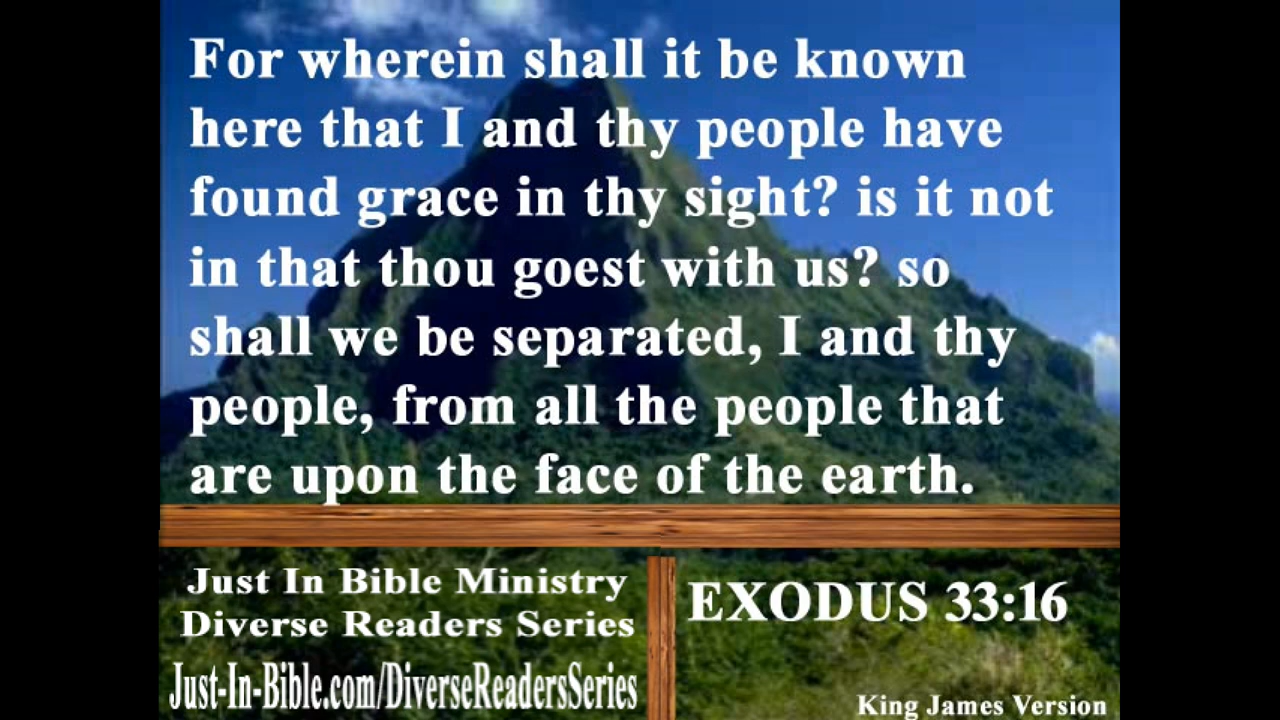 For wherein shall it be known
here that I and thy people have
found grace in thy sight? is it not
in that thou goest with us? so
shall we be separated, I and thy
people, from all the people that
are upon the face of the earth.
Just In Bible Ministry
Diverse Readers Series
Just-In-Bible.com/DiverseReadersSeries
EXODUS 33:16
King James Version